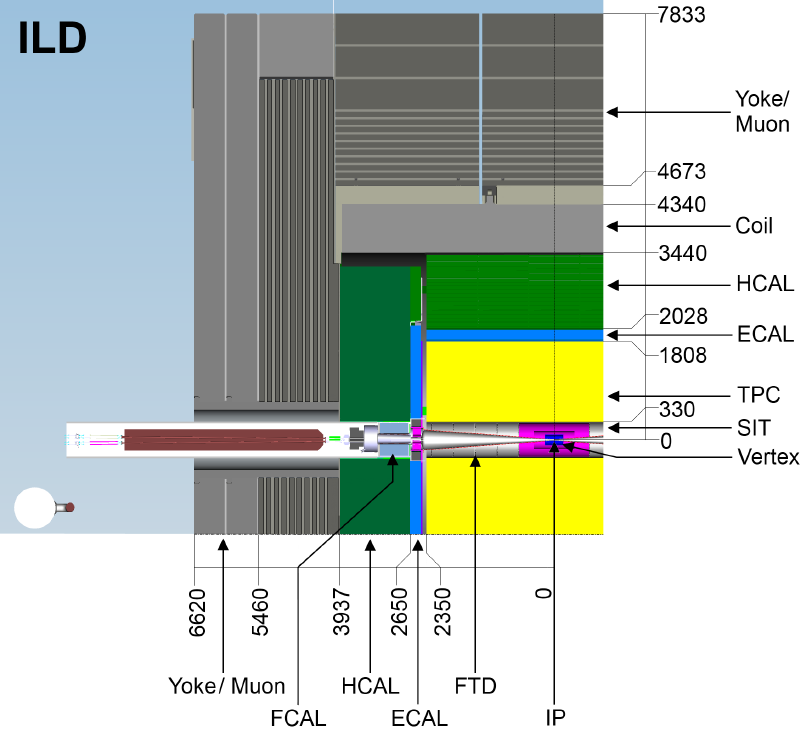 ILD
7833
Yoke/
Muon
4673
4340
Coil
3440
HCAL
2028
ECAL
1808
TPC
330
SIT
0
Vertex
6620
5460
3937
2650
2350
0
Yoke/ Muon
HCAL
FTD
FCAL
ECAL
IP